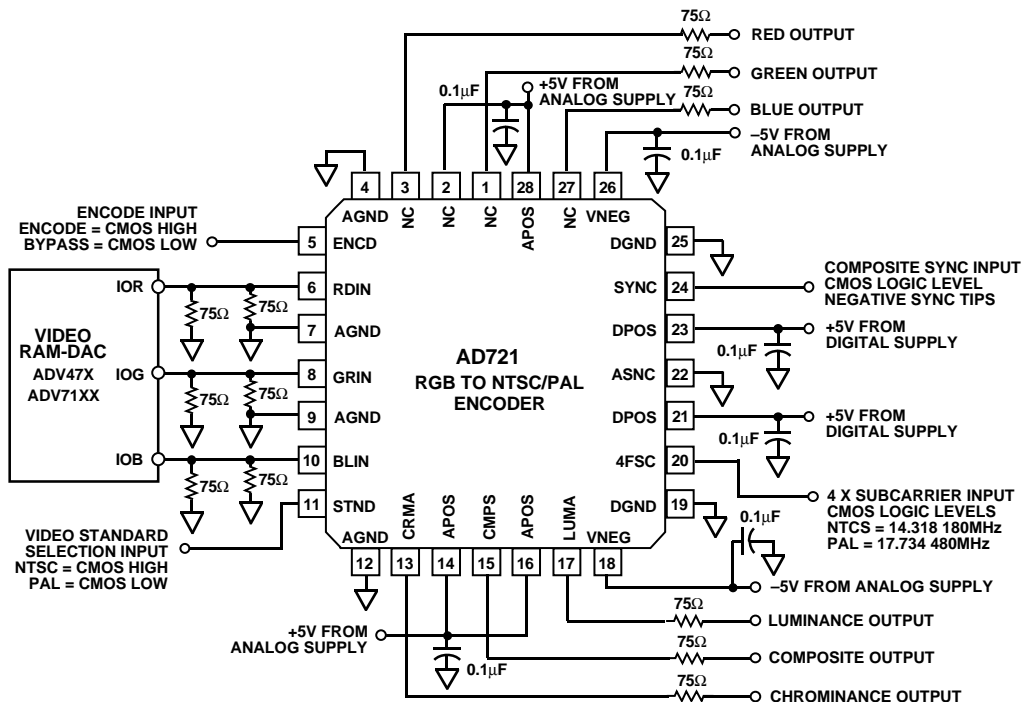 75Ω
RED OUTPUT
75Ω
GREEN OUTPUT
0.1µF
+5V FROM
ANALOG SUPPLY
75Ω
BLUE OUTPUT
–5V FROM
ANALOG SUPPLY
0.1µF
4
3
2
1
28
27
26
AGND
NC
NC
NC
APOS
NC
VNEG
ENCODE INPUT
ENCODE = CMOS HIGH
BYPASS = CMOS LOW
5
ENCD
DGND
25
IOR
6
RDIN
SYNC
24
COMPOSITE SYNC INPUT
CMOS LOGIC LEVEL
NEGATIVE SYNC TIPS
75Ω
75Ω
7
AGND
DPOS
23
+5V FROM
DIGITAL SUPPLY
0.1µF
VIDEO
RAM-DAC
ADV47X
ADV71XX
AD721
RGB TO NTSC/PAL
ENCODER
IOG
8
GRIN
ASNC
22
75Ω
75Ω
9
AGND
DPOS
21
+5V FROM
DIGITAL SUPPLY
0.1µF
IOB
10
BLIN
4FSC
20
75Ω
75Ω
11
STND
DGND
19
4 X SUBCARRIER INPUT
CMOS LOGIC LEVELS
NTCS = 14.318 180MHz
PAL = 17.734 480MHz
VIDEO STANDARD
SELECTION INPUT
NTSC = CMOS HIGH
PAL = CMOS LOW
AGND
CRMA
APOS
CMPS
APOS
LUMA
VNEG
12
13
14
15
16
17
18
0.1µF
–5V FROM ANALOG SUPPLY
75Ω
LUMINANCE OUTPUT
+5V FROM
ANALOG SUPPLY
0.1µF
75Ω
COMPOSITE OUTPUT
75Ω
CHROMINANCE OUTPUT